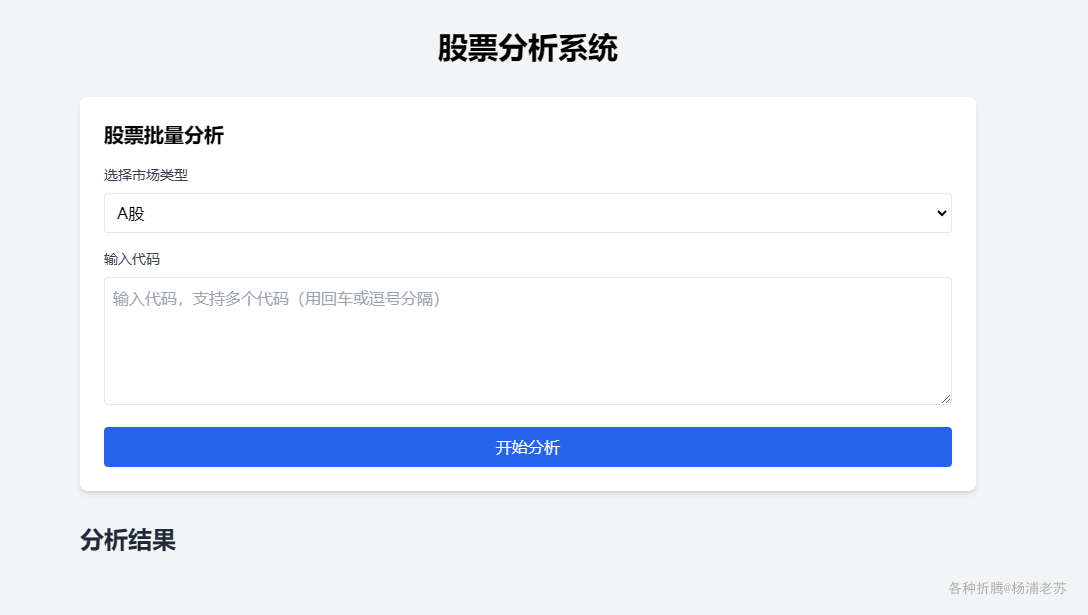 股票分析系统
股票批量分析
选择市场类型
A股
输入代码
输入代码，支持多个代码（用回车或逗号分隔）
开始分析
分析结果
各种折腾@杨浦老苏